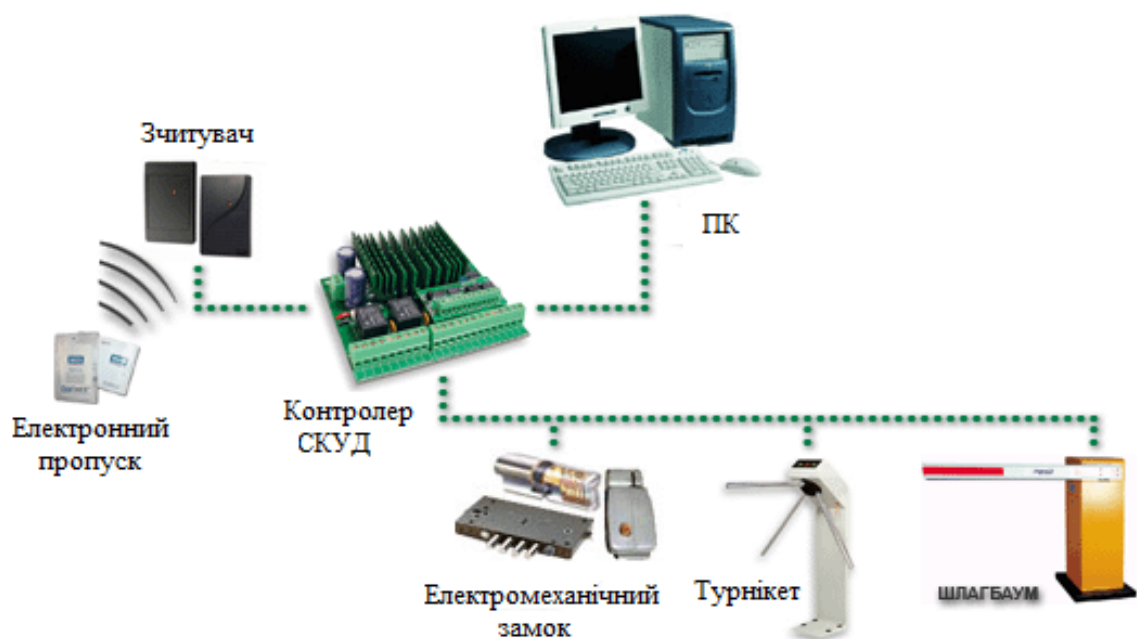 Зчитувач
ПК
Електронний
пропуск
Контролер
СКУД
Електромеханічний
замок
Турнікет
ШЛАГБАУМ